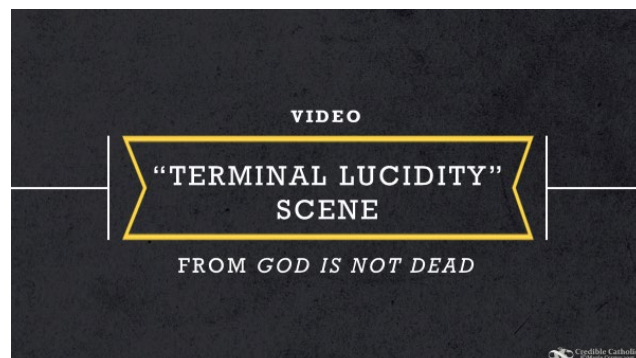 VIDEO
“TERMINAL LUCIDITY”
SCENE
FROM GOD IS NOT DEAD
Credible Catholic